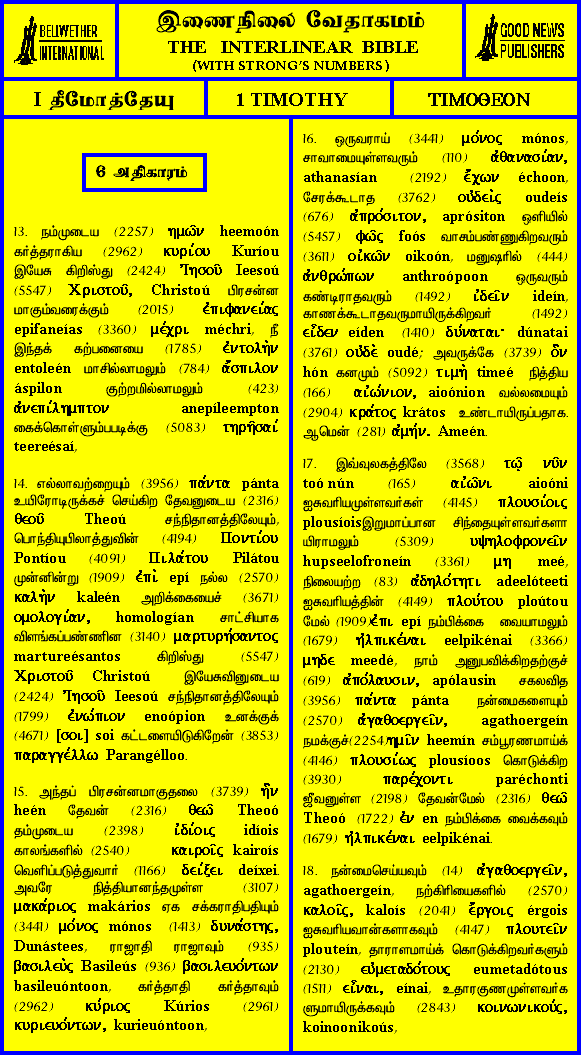 BELLWETHER
INTERNATIONAL
இணைநிலை வேதாகமம்
THE INTERLINEAR BIBLE
(WITH STRONG'S NUMBERS)
GOOD NEWS
PUBLISHERS
I தீமோத்தேயு
1 TIMOTHY
ΤΙΜΟΘΕΟΝ
6 அதிகாரம்
13. நம்முடைய (2257) ημῶν heemoón
கர்த்தராகிய (2962) κυρίου Kuríou
இயேசு கிறிஸ்து (2424) Ἰησοῦ Ieesoú
(5547) Χριστοῦ, Christoú பிரசன்ன
மாகும்வரைக்கும் (2015) ἐπιφανείας
epifaneías (3360) μέχρι méchri, நீ
இந்தக் கற்பனையை (1785) ἐντολὴν
entoleén மாசில்லாமலும் (784) ἄσπιλον
áspilon குற்றமில்லாமலும் (423)
ἀνεπίλημπτον anepíleempton
கைக்கொள்ளும்படிக்கு (5083) τηρῆσαί
teereésaí,
14. எல்லாவற்றையும் (3956) πάντα pánta
உயிரோடிருக்கச் செய்கிற தேவனுடைய (2316)
θεοῦ Theoú சந்நிதானத்திலேயும்,
பொந்தியுபிலாத்துவின் (4194) Ποντίου
Pontíou (4091) Πιλάτου Pilátou
முன்னின்று (1909) ἐπὶ epí நல்ல (2570)
καλὴν kaleén அறிக்கையைச் (3671)
ομολογίαν, homologían சாட்சியாக
விளங்கப்பண்ணின (3140) μαρτυρήσαντος
martureésantos கிறிஸ்து (5547)
Χριστοῦ Christoú இயேசுவினுடைய
(2424) Ἰησοῦ Ieesoú சந்நிதானத்திலேயும்
(1799) ἐνώπιον enoópion உனக்குக்
(4671) [σοι] soi கட்டளையிடுகிறேன் (3853)
παραγγέλλω Parangélloo.
15. அந்தப் பிரசன்னமாகுதலை (3739) ἣν
heén தேவன் (2316) θεῶ Theoó
தம்முடைய (2398) ἰδίοις idíois
காலங்களில் (2540) καιροῖς kairoís
வெளிப்படுத்துவார் (1166) δείξει deíxei.
அவரே நித்தியானந்தமுள்ள (3107)
μακάριος makários ஏக சக்கராதிபதியும்
(3441) μόνος mónos (1413) δυνάστης,
Dunástees, ராஜாதி ராஜாவும் (935)
βασιλεὺς Basileús (936) βασιλευόντων
basileuóntoon, கர்த்தாதி கர்த்தாவும்
(2962) κύριος Kúrios (2961)
κυριευόντων, kurieuóntoon,
16. ஒருவராய் (3441) μόνος mónos,
சாவாமையுள்ளவரும் (110) ἀθανασίαν,
athanasían (2192) ἔχων échoon,
சேரக்கூடாத (3762) οὐδεὶς oudeís
(676) ἀπρόσιτον, aprósiton ஒளியில்
(5457) φῶς foós வாசம்பண்ணுகிறவரும்
(3611) οἰκῶν oikoón, மனுஷரில் (444)
ἀνθρώπων anthroópoon ஒருவரும்
கண்டிராதவரும் (1492) ἰδεῖν ideín,
காணக்கூடாதவருமாயிருக்கிறவர் (1492)
εἶδεν eíden (1410) δύναται· dúnatai
(3761) οὐδὲ oudé; அவருக்கே (3739) ὃν
hón கனமும் (5092) τιμὴ timeé நித்திய
(166) αἰώνιον, aioónion வல்லமையும்
(2904) κράτος krátos உண்டாயிருப்பதாக.
ஆமென் (281) ἀμήν. Ameén.
17. இவ்வுலகத்திலே (3568) τῷ νῦν
toó nún (165) αἰῶνι aioóni
ஐசுவரியமுள்ளவர்கள் (4145) πλουσίοις
plousíoisஇறுமாப்பான சிந்தையுள்ளவர்களா
யிராமலும் (5309) υψηλοφρονεῖν
hupseelofroneín (3361) μη meé,
நிலையற்ற (83) ἀδηλότητι adeelóteeti
ஐசுவரியத்தின் (4149) πλούτου ploútou
மேல் (1909)ἐπι epí நம்பிக்கை வையாமலும்
(1679) ἠλπικέναι eelpikénai (3366)
μηδε meedé, நாம் அனுபவிக்கிறதற்குச்
(619) ἀπόλαυσιν, apólausin சகலவித
(3956) πάντα pánta நன்மைகளையும்
(2570) ἀγαθοεργεῖν, agathoergeín
நமக்குச்(2254)ημῖν heemín சம்பூரணமாய்க்
(4146) πλουσίως plousíoos கொடுக்கிற
(3930) παρέχοντι paréchonti
ஜீவனுள்ள (2198) தேவன்மேல் (2316) θεῶ
Theoó (1722) ἐν en நம்பிக்கை வைக்கவும்
(1679) ἠλπικέναι eelpikénai.
18. நன்மைசெய்யவும் (14) ἀγαθοεργεῖν,
agathoergeín, நற்கிரியைகளில் (2570)
καλοῖς, kaloís (2041) ἔργοις érgois
ஐசுவரியவான்களாகவும் (4147) πλουτεῖν
plouteín, தாராளமாய்க் கொடுக்கிறவர்களும்
(2130) εὐμεταδότους eumetadótous
(1511) εἶναι, eínai, உதாரகுணமுள்ளவர்க
ளுமாயிருக்கவும் (2843) κοινωνικούς,
koinoonikoús,